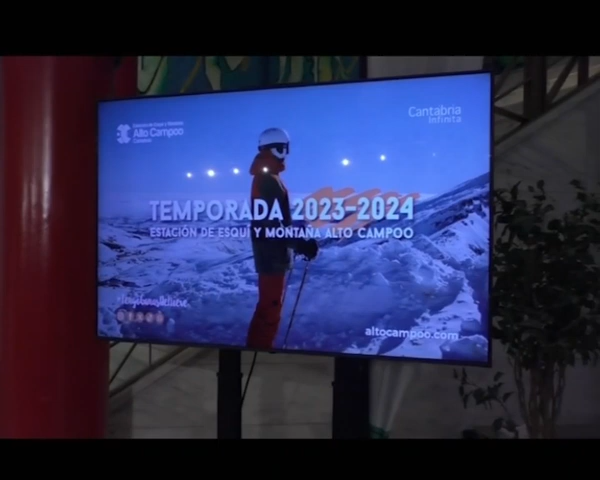 Alto Campoo
Cantabria
infinita
TEMPORADA 2023-2024
ESTACIÓN DE ESQUÍ Y MONTAÑA ALTO CAMPOO
altocampoo.com